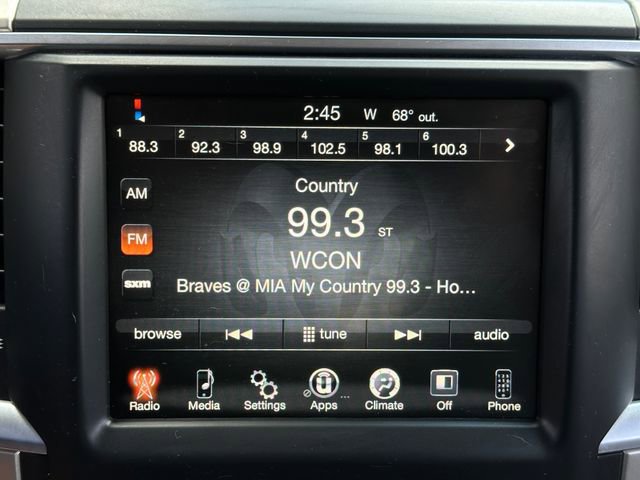 2:45 W 68° out.
1 2 3 4 5 6
88.3 92.3 98.9 102.5 98.1 100.3
Country
AM
99.3 ST
FM
WCON
sxm
Braves @ MIA My Country 99.3 - Ho...
browse tune audio
Radio Media Settings Apps Climate Off Phone